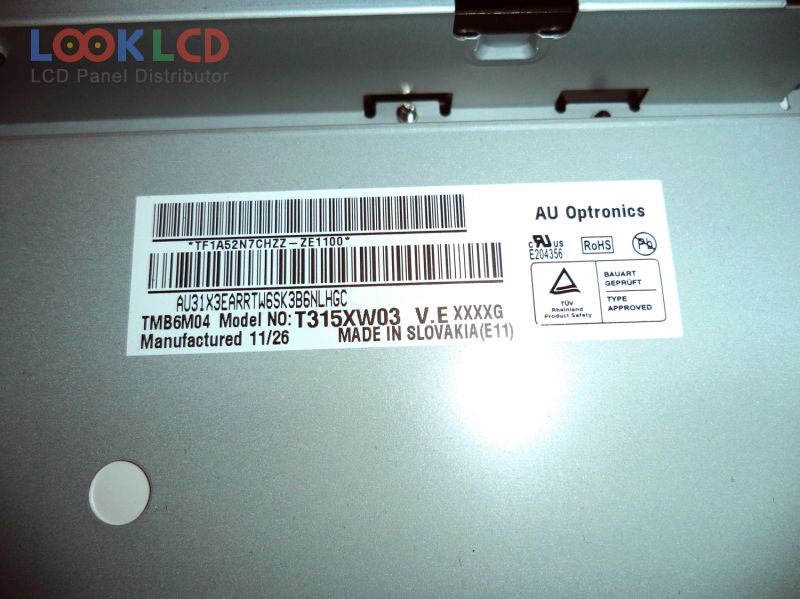 LOOK LCD
LCD Panel Distributor
*TF1A52N7CHZZ-ZE1100*
AU31X3EARRTW6SK3B6NLHGC
TMB6M04 Model NO: T315XW03 V.E XXXXG
Manufactured 11/26 MADE IN SLOVAKIA(E11)
AU Optronics
c RU US
E204356
RoHS
Pb
TÜV
Rheinland
Product Safety
BAUART
GEPRÜFT
TYPE
APPROVED